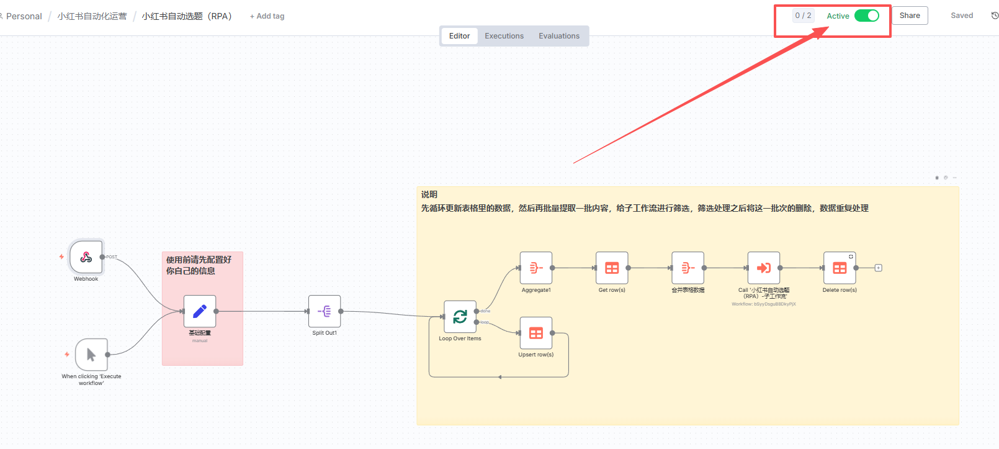 Personal / 小红书自动化运营 / 小红书自动选题（RPA） + Add tag
0 / 2 Active Share Saved
Editor Executions Evaluations
说明
先循环更新表格里的数据，然后再批量提取一批内容，给子工作流进行筛选，筛选处理之后将这一批次的删除，数据重复处理
POST
Webhook
使用前请先配置好
你自己的信息
基础配置
manual
When clicking ‘Execute
workflow’
Split Out1
done
loop
Loop Over Items
Aggregate1
Get row(s)
合并表格数据
Call '小红书自动选题
（RPA）-子工作流'
Workflow: bSyyDsguB8DkyPjX
Delete row(s)
Upsert row(s)